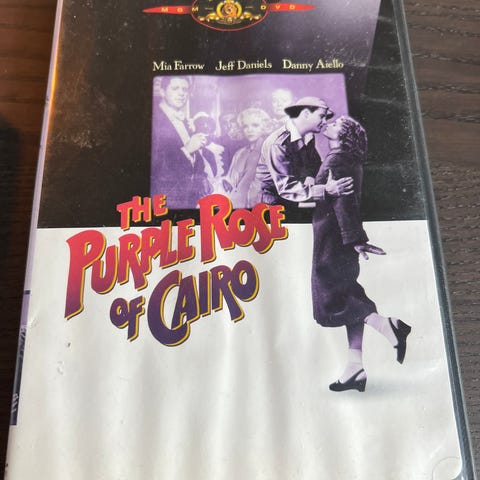 MGM DVD
Mia Farrow Jeff Daniels Danny Aiello
THE
PURPLE ROSE
OF CAIRO